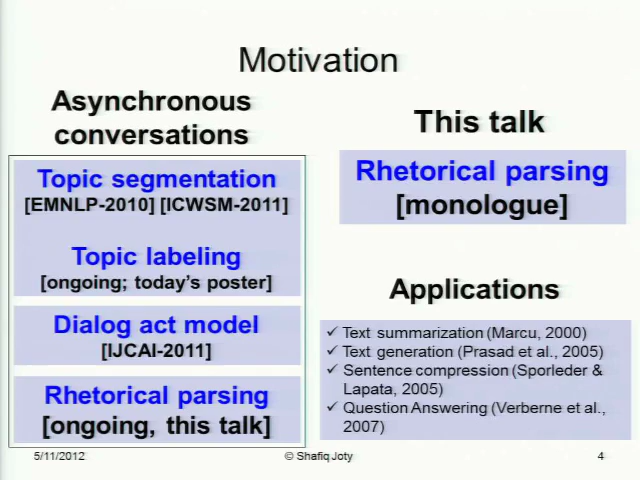 Motivation
Asynchronous
conversations
Topic segmentation
[EMNLP-2010] [ICWSM-2011]
Topic labeling
[ongoing; today's poster]
Dialog act model
[IJCAI-2011]
Rhetorical parsing
[ongoing, this talk]
This talk
Rhetorical parsing
[monologue]
Applications
✓ Text summarization (Marcu, 2000)
✓ Text generation (Prasad et al., 2005)
✓ Sentence compression (Sporleder &
Lapata, 2005)
✓ Question Answering (Verberne et al.,
2007)
5/11/2012
© Shafiq Joty
4